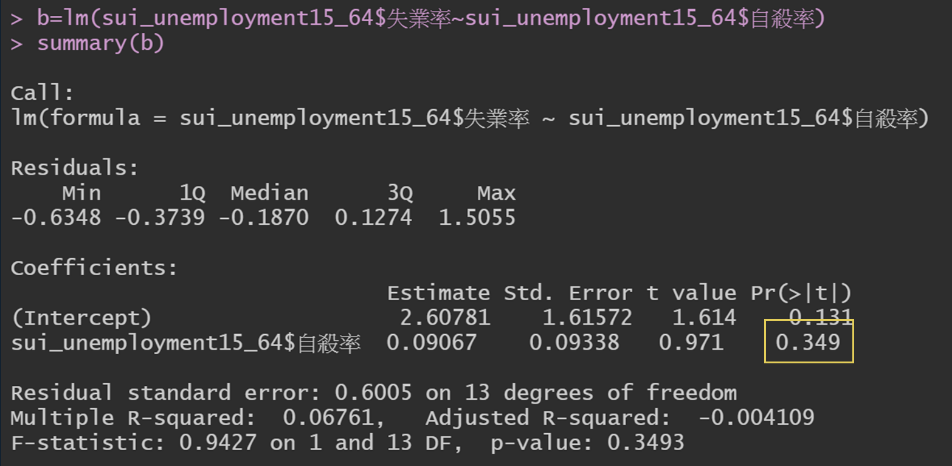 > b=lm(sui_unemployment15_64$失業率~sui_unemployment15_64$自殺率)
> summary(b)
Call:
lm(formula = sui_unemployment15_64$失業率 ~ sui_unemployment15_64$自殺率)
Residuals:
    Min      1Q  Median      3Q     Max
-0.6348 -0.3739 -0.1870  0.1274  1.5055
Coefficients:
                             Estimate Std. Error t value Pr(>|t|)
(Intercept)                   2.60781    1.61572   1.614    0.131
sui_unemployment15_64$自殺率  0.09067    0.09338   0.971    0.349
Residual standard error: 0.6005 on 13 degrees of freedom
Multiple R-squared:  0.06761,   Adjusted R-squared:  -0.004109
F-statistic: 0.9427 on 1 and 13 DF,  p-value: 0.3493